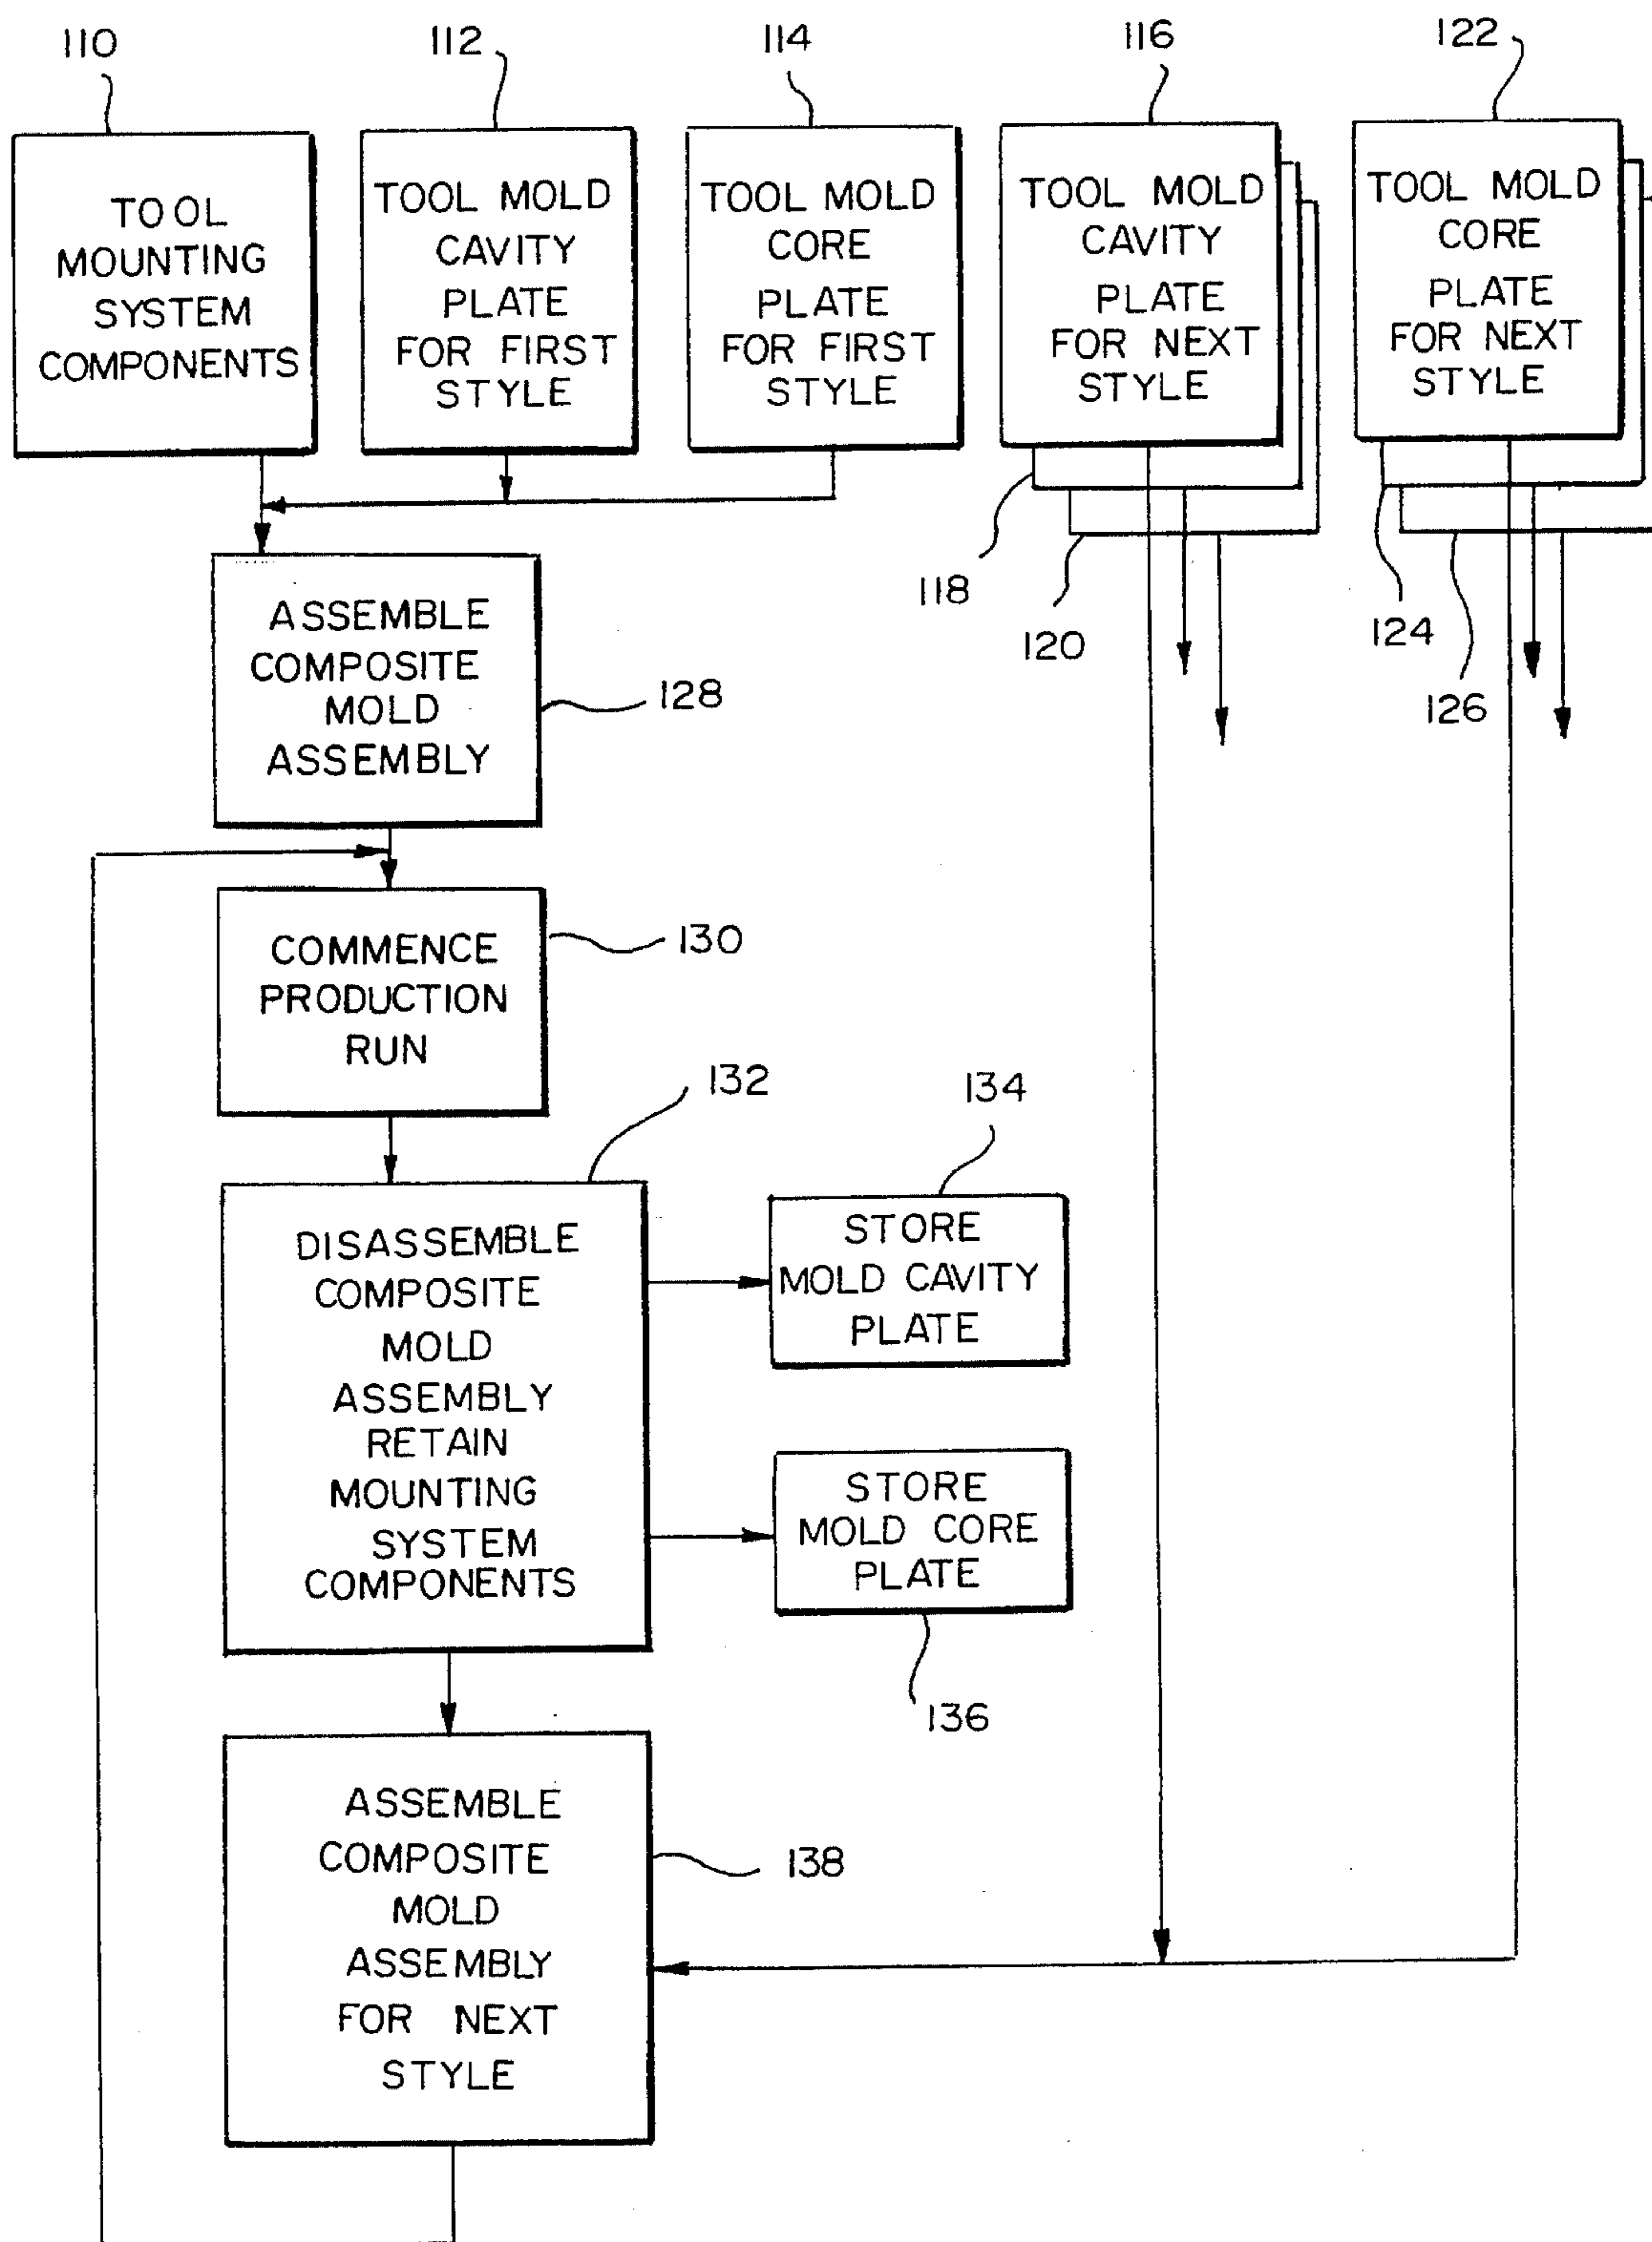 110
112
114
116
122
TOOL
MOUNTING
SYSTEM
COMPONENTS
TOOL MOLD
CAVITY
PLATE
FOR FIRST
STYLE
TOOL MOLD
CORE
PLATE
FOR FIRST
STYLE
TOOL MOLD
CAVITY
PLATE
FOR NEXT
STYLE
TOOL MOLD
CORE
PLATE
FOR NEXT
STYLE
118
120
124
126
ASSEMBLE
COMPOSITE
MOLD
ASSEMBLY
128
COMMENCE
PRODUCTION
RUN
130
132
134
DISASSEMBLE
COMPOSITE
MOLD
ASSEMBLY
RETAIN
MOUNTING
SYSTEM
COMPONENTS
STORE
MOLD CAVITY
PLATE
STORE
MOLD CORE
PLATE
136
ASSEMBLE
COMPOSITE
MOLD
ASSEMBLY
FOR NEXT
STYLE
138